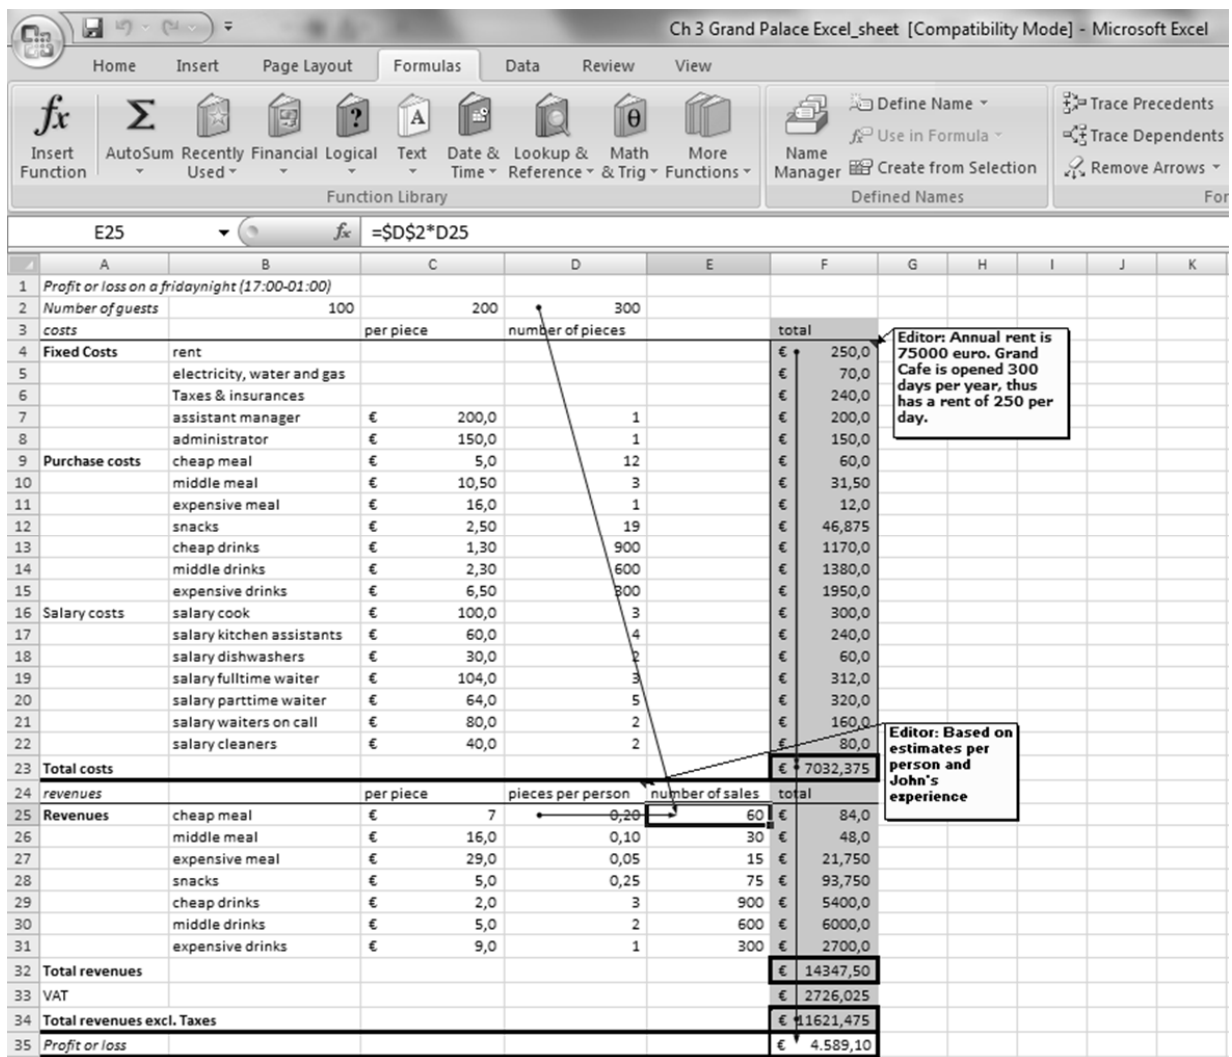 Ch 3 Grand Palace Excel_sheet [Compatibility Mode] - Microsoft Excel
Home Insert Page Layout Formulas Data Review View
fx Σ ? A θ
Insert Function AutoSum Recently Used Financial Logical Text Date & Time Lookup & Reference Math & Trig More Functions Name Manager
Define Name Trace Precedents
Use in Formula Trace Dependents
Create from Selection Remove Arrows
Function Library Defined Names For
E25 fx =$D$2*D25
A B C D E F G H I J K
1 Profit or loss on a fridaynight (17:00-01:00)
2 Number of guests 100 200 300
3 costs per piece number of pieces total
4 Fixed Costs rent € 250,0
5 electricity, water and gas € 70,0
6 Taxes & insurances € 240,0
7 assistant manager € 200,0 1 € 200,0
8 administrator € 150,0 1 € 150,0
9 Purchase costs cheap meal € 5,0 12 € 60,0
10 middle meal € 10,50 3 € 31,50
11 expensive meal € 16,0 1 € 12,0
12 snacks € 2,50 19 € 46,875
13 cheap drinks € 1,30 900 € 1170,0
14 middle drinks € 2,30 600 € 1380,0
15 expensive drinks € 6,50 300 € 1950,0
16 Salary costs salary cook € 100,0 3 € 300,0
17 salary kitchen assistants € 60,0 4 € 240,0
18 salary dishwashers € 30,0 2 € 60,0
19 salary fulltime waiter € 104,0 3 € 312,0
20 salary parttime waiter € 64,0 5 € 320,0
21 salary waiters on call € 80,0 2 € 160,0
22 salary cleaners € 40,0 2 € 80,0
23 Total costs € 7032,375
24 revenues per piece pieces per person number of sales total
25 Revenues cheap meal € 7 0,20 60 € 84,0
26 middle meal € 16,0 0,10 30 € 48,0
27 expensive meal € 29,0 0,05 15 € 21,750
28 snacks € 5,0 0,25 75 € 93,750
29 cheap drinks € 2,0 3 900 € 5400,0
30 middle drinks € 5,0 2 600 € 6000,0
31 expensive drinks € 9,0 1 300 € 2700,0
32 Total revenues € 14347,50
33 VAT € 2726,025
34 Total revenues excl. Taxes € 11621,475
35 Profit or loss € 4.589,10
Editor: Annual rent is
75000 euro. Grand
Cafe is opened 300
days per year, thus
has a rent of 250 per
day.
Editor: Based on
estimates per
person and
John's
experience